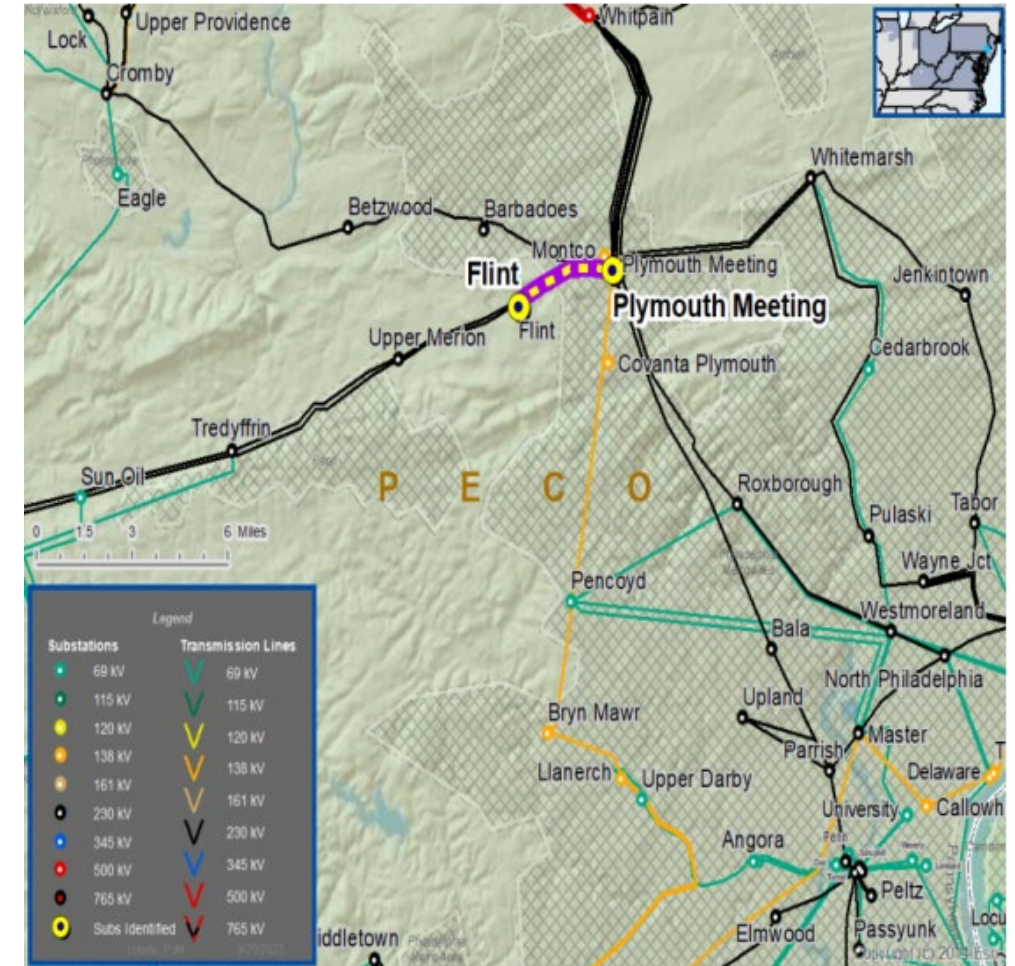 Whitpain
Upper Providence
Lock
Cromby
Whitemarsh
Eagle
Betzwood
Barbadoes
Montco
Plymouth Meeting
Jenkintown
Flint
Plymouth Meeting
Flint
Upper Merion
Cedarbrook
Covanta Plymouth
Tredyffrin
Sun Oil
P E C O
Roxborough
Tabor
Pulaski
0 1.5 3 6 Miles
Wayne Jct
Pencoyd
Westmoreland
Bala
North Philadelphia
Upland
Bryn Mawr
Master
Parrish
Llanerch
Upper Darby
Delaware
University
Callowh
Angora
Penn
Peltz
Elmwood
Passyunk
Locu
iddletown
Legend
Substations Transmission Lines
69 kV 69 kV
115 kV 115 kV
120 kV 120 kV
138 kV 138 kV
161 kV 161 kV
230 kV 230 kV
345 kV 345 kV
500 kV 500 kV
765 kV 765 kV
Subs Identified